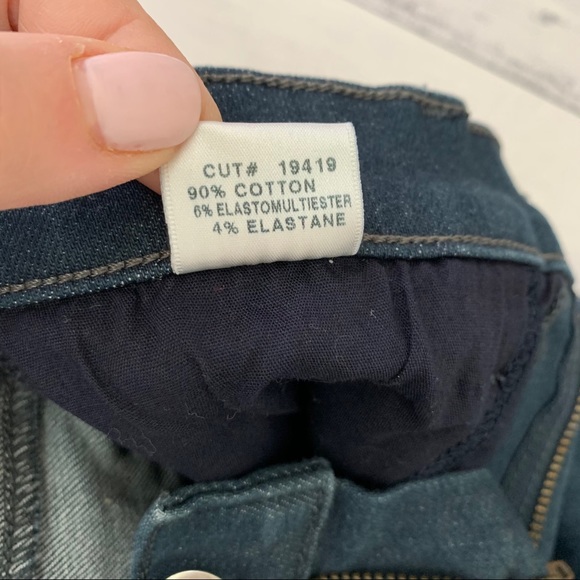 CUT# 19419
90% COTTON
6% ELASTOMULTIESTER
4% ELASTANE